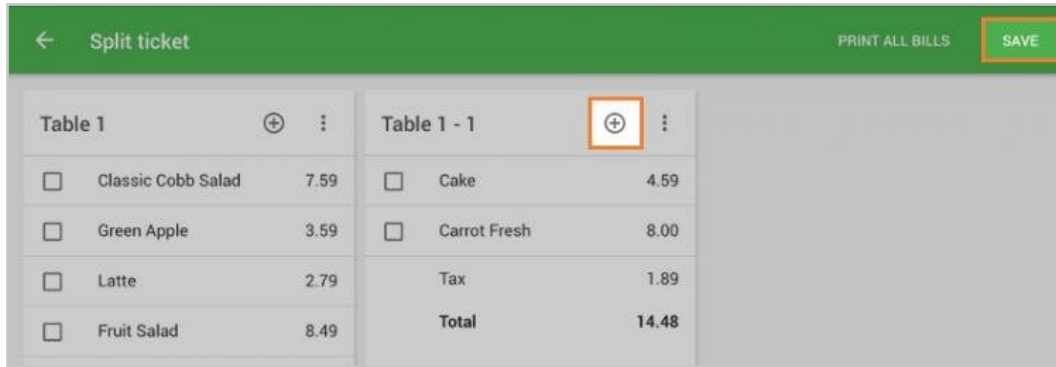 Split ticket
PRINT ALL BILLS
SAVE
Table 1
Classic Cobb Salad 7.59
Green Apple 3.59
Latte 2.79
Fruit Salad 8.49
Table 1 - 1
Cake 4.59
Carrot Fresh 8.00
Tax 1.89
Total 14.48